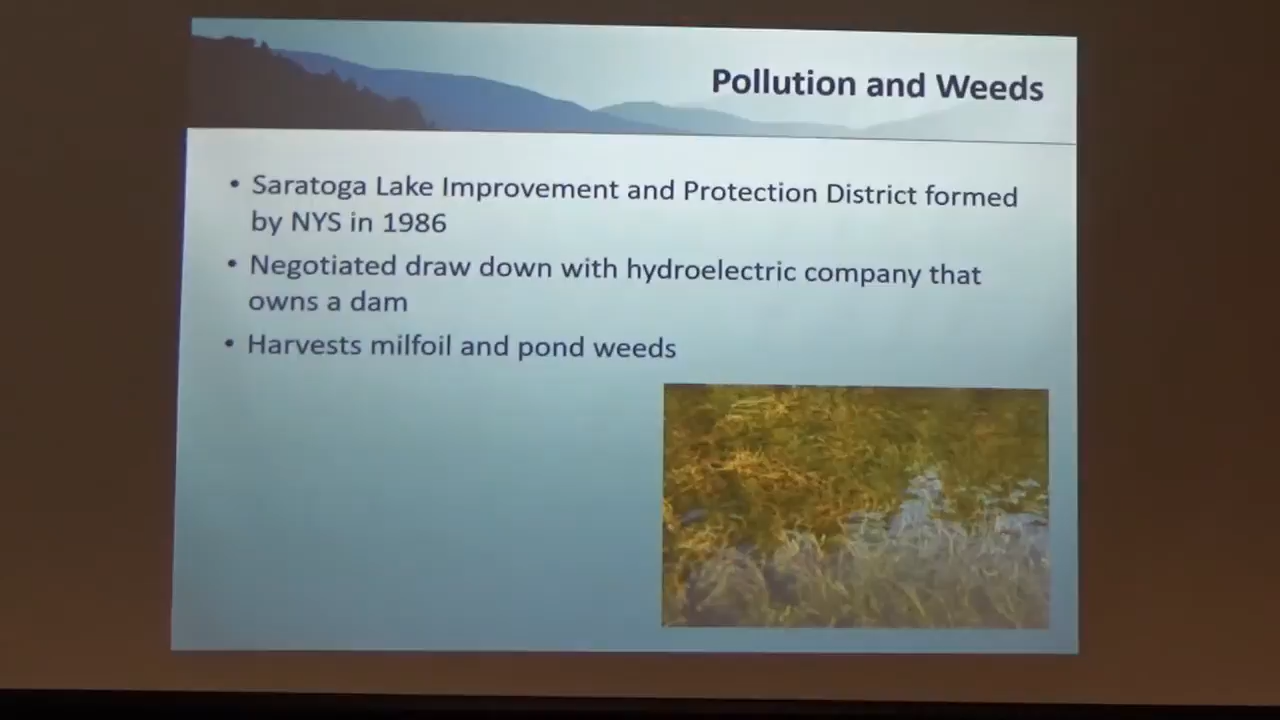 Pollution and Weeds
• Saratoga Lake Improvement and Protection District formed
by NYS in 1986
• Negotiated draw down with hydroelectric company that
owns a dam
• Harvests milfoil and pond weeds